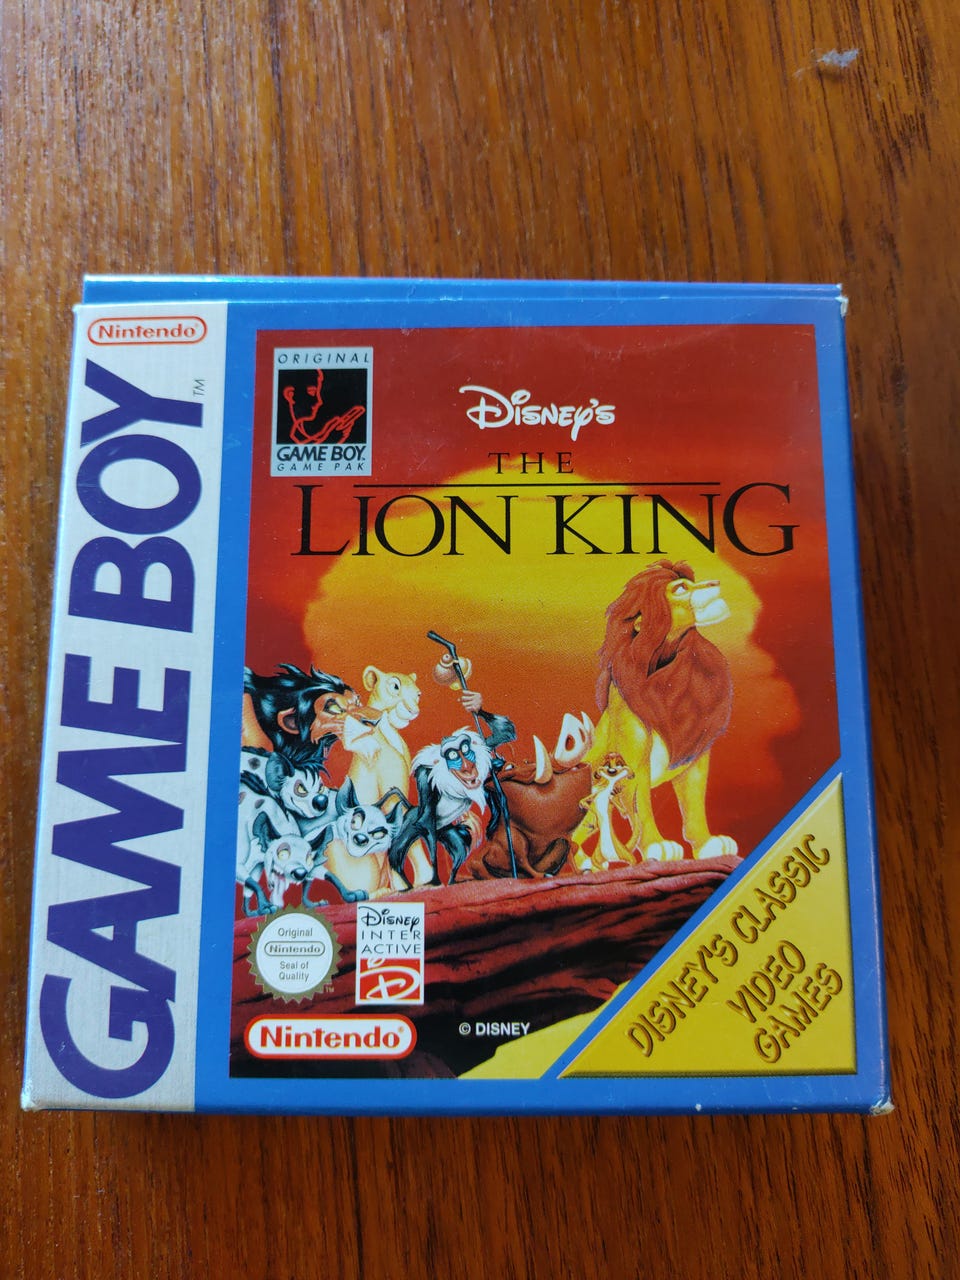 Nintendo®
GAME BOY™
ORIGINAL
GAME BOY.
GAME PAK
Disney's
THE
LION KING
Original
Nintendo
Seal of
Quality
TM
Disney
INTER
ACTIVE
D
Nintendo®
© DISNEY
DISNEY'S CLASSIC
VIDEO
GAMES